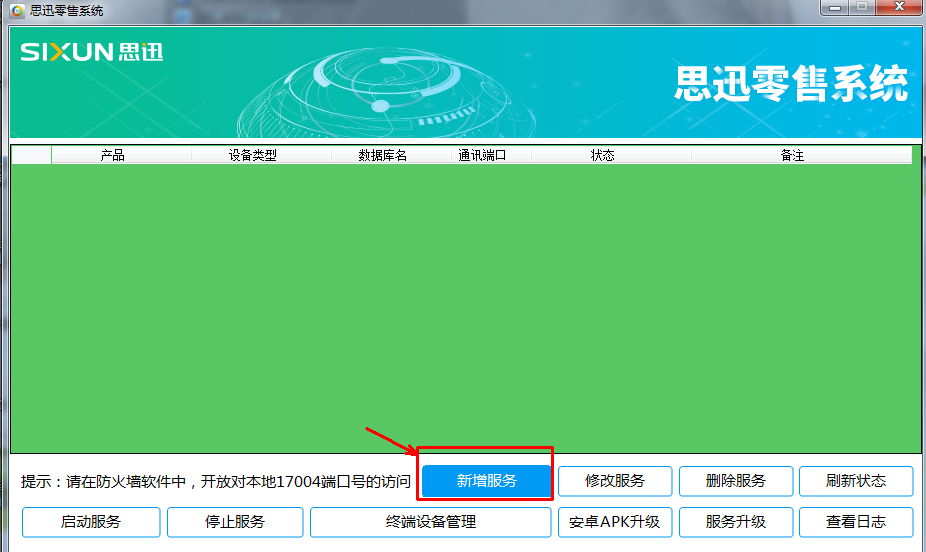 思迅零售系统
SIXUN思迅
思迅零售系统
产品 设备类型 数据库名 通讯端口 状态 备注
提示：请在防火墙软件中，开放对本地17004端口号的访问 新增服务 修改服务 删除服务 刷新状态
启动服务 停止服务 终端设备管理 安卓APK升级 服务升级 查看日志